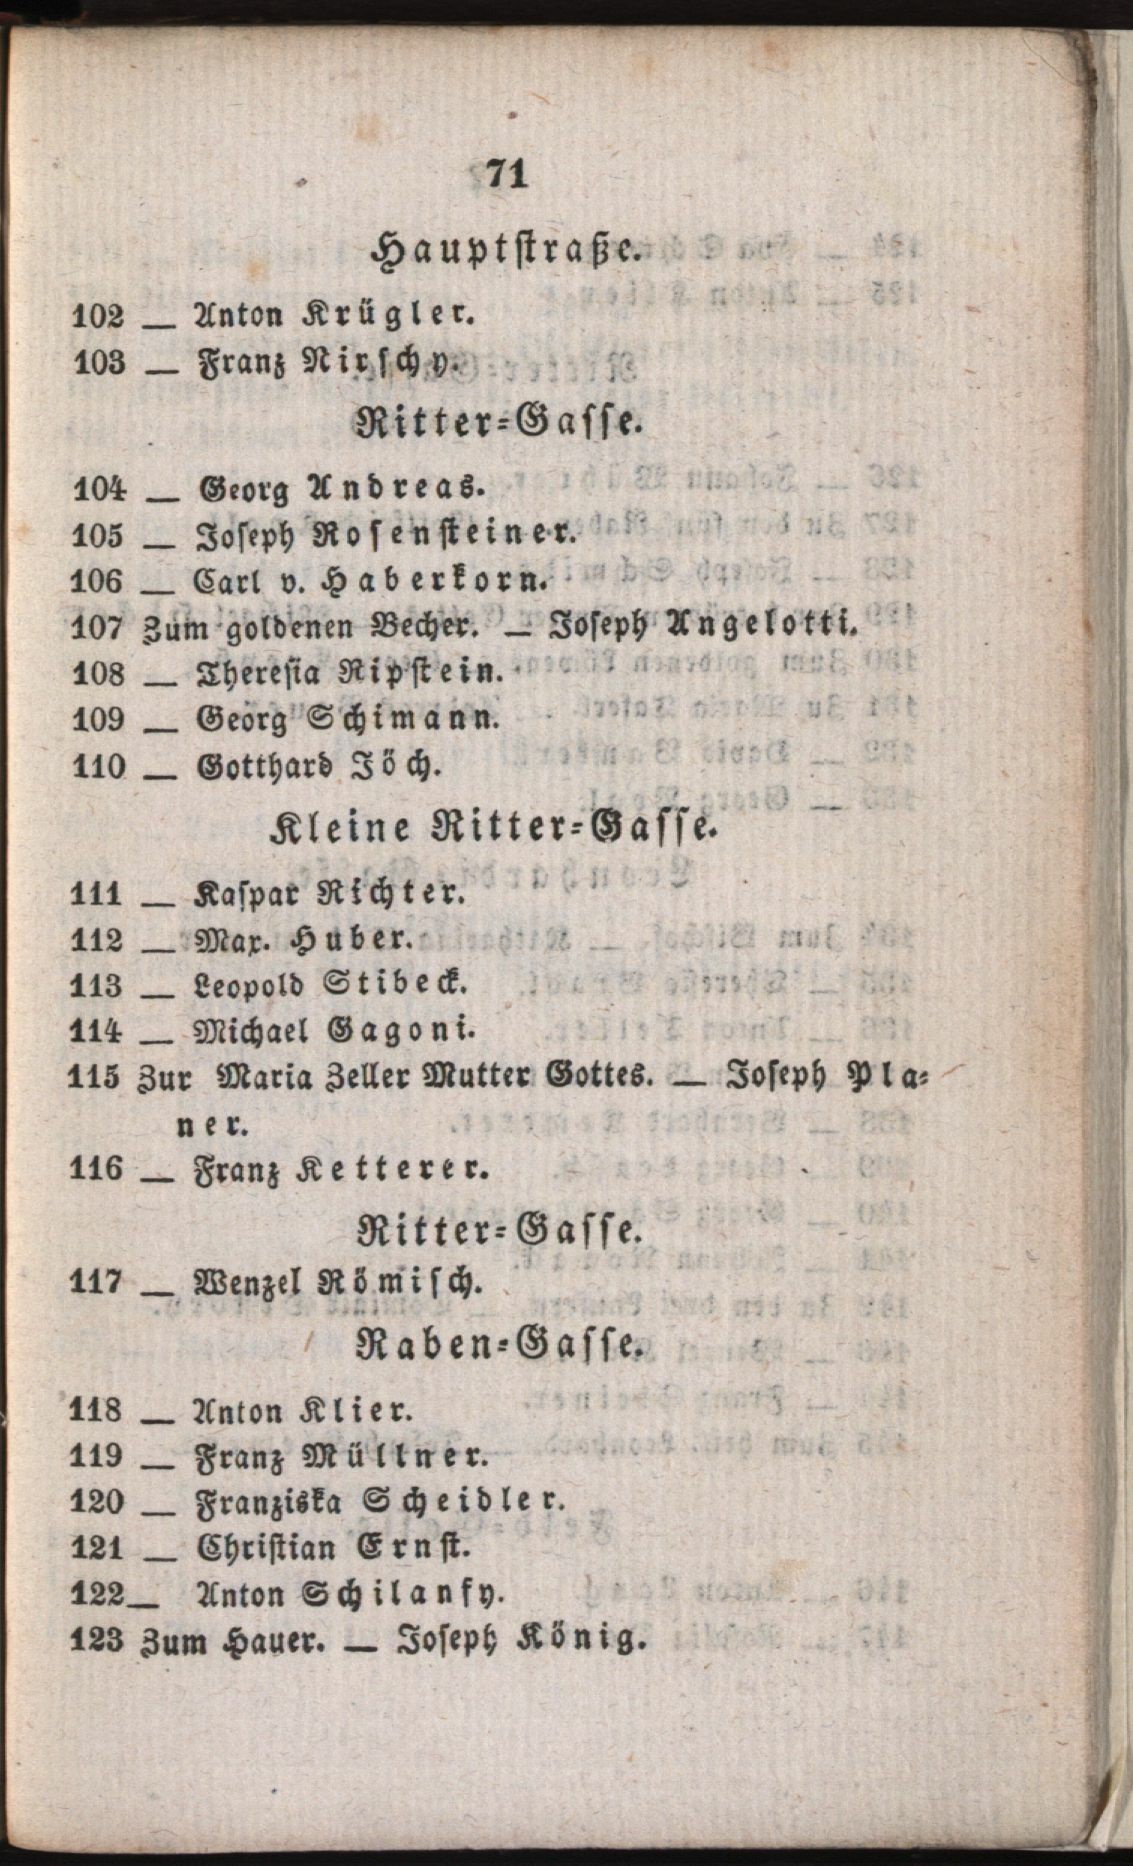 71
Hauptstraße.
102 — Anton Krügler.
103 — Franz Nirschy.
Ritter-Gasse.
104 — Georg Andreas.
105 — Joseph Rosensteiner.
106 — Carl v. Haberkorn.
107 Zum goldenen Becher. — Joseph Angelotti.
108 — Theresia Ripstein.
109 — Georg Schimann.
110 — Gotthard Jöch.
Kleine Ritter-Gasse.
111 — Kaspar Richter.
112 — Max. Huber.
113 — Leopold Stibeck.
114 — Michael Gagoni.
115 Zur Maria Zeller Mutter Gottes. — Joseph Pla-
ner.
116 — Franz Ketterer.
Ritter-Gasse.
117 — Wenzel Römisch.
Raben-Gasse.
118 — Anton Klier.
119 — Franz Müllner.
120 — Franziska Scheidler.
121 — Christian Ernst.
122 — Anton Schilansky.
123 Zum Hauer. — Joseph König.